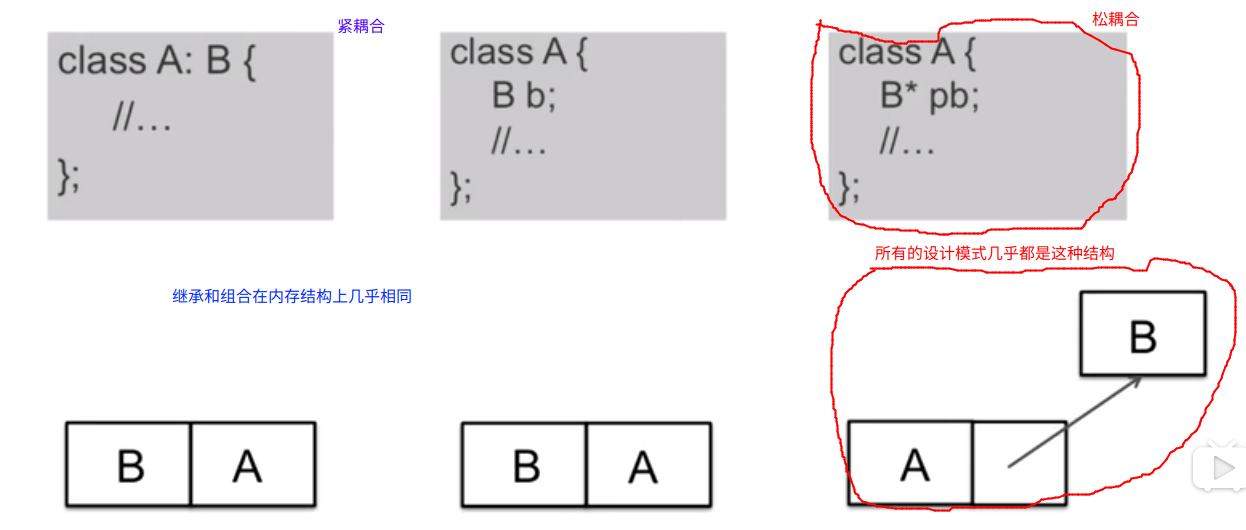 紧耦合
松耦合
class A: B {
//…
};
class A {
B b;
//…
};
class A {
B* pb;
//…
};
所有的设计模式几乎都是这种结构
继承和组合在内存结构上几乎相同
B
B A
B A
A